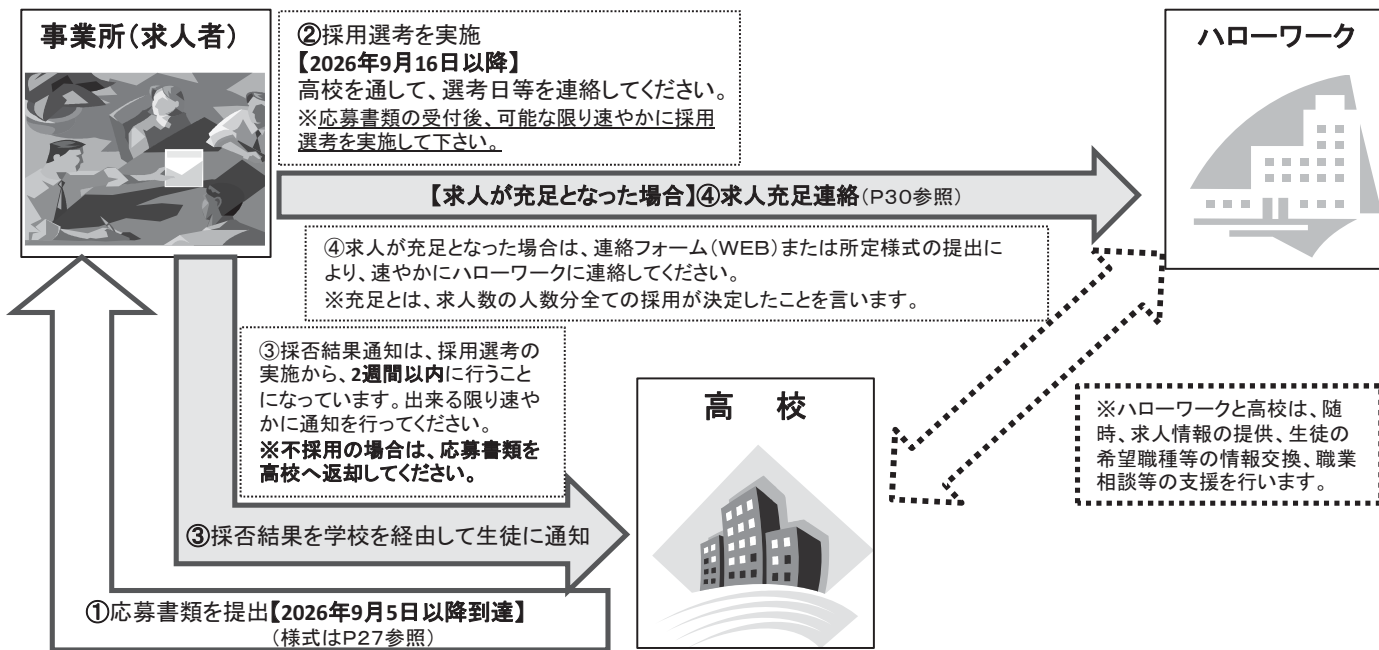 事業所(求人者)
②採用選考を実施
【2026年9月16日以降】
高校を通して、選考日等を連絡してください。
※応募書類の受付後、可能な限り速やかに採用
選考を実施して下さい。
ハローワーク
【求人が充足となった場合】④求人充足連絡(P30参照)
④求人が充足となった場合は、連絡フォーム(WEB)または所定様式の提出に
より、速やかにハローワークに連絡してください。
※充足とは、求人数の人数分全ての採用が決定したことを言います。
③採否結果通知は、採用選考の
実施から、2週間以内に行うこと
になっています。出来る限り速や
かに通知を行ってください。
※不採用の場合は、応募書類を
高校へ返却してください。
高 校
※ハローワークと高校は、随
時、求人情報の提供、生徒の
希望職種等の情報交換、職業
相談等の支援を行います。
③採否結果を学校を経由して生徒に通知
①応募書類を提出【2026年9月5日以降到達】
(様式はP27参照)